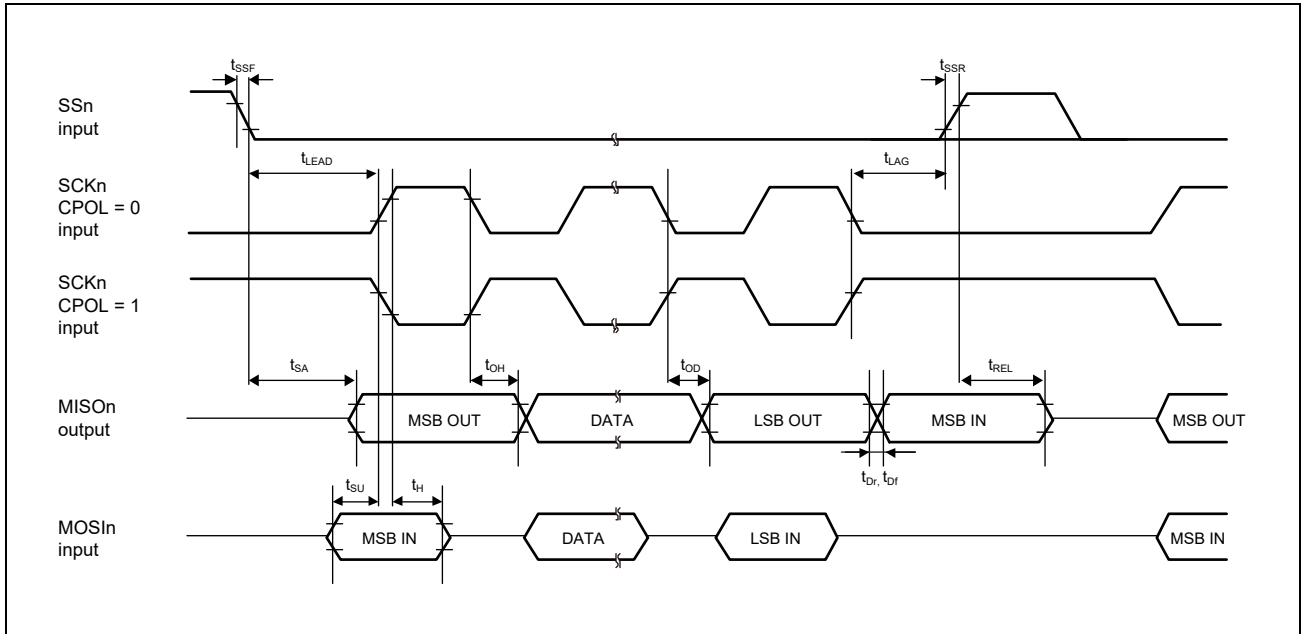 tSSF
tSSR
SSn
input
tLEAD
tLAG
SCKn
CPOL = 0
input
SCKn
CPOL = 1
input
tSA
tOH
tOD
tREL
MISOn
output
MSB OUT
DATA
LSB OUT
MSB IN
MSB OUT
tDr, tDf
tSU
tH
MOSIn
input
MSB IN
DATA
LSB IN
MSB IN